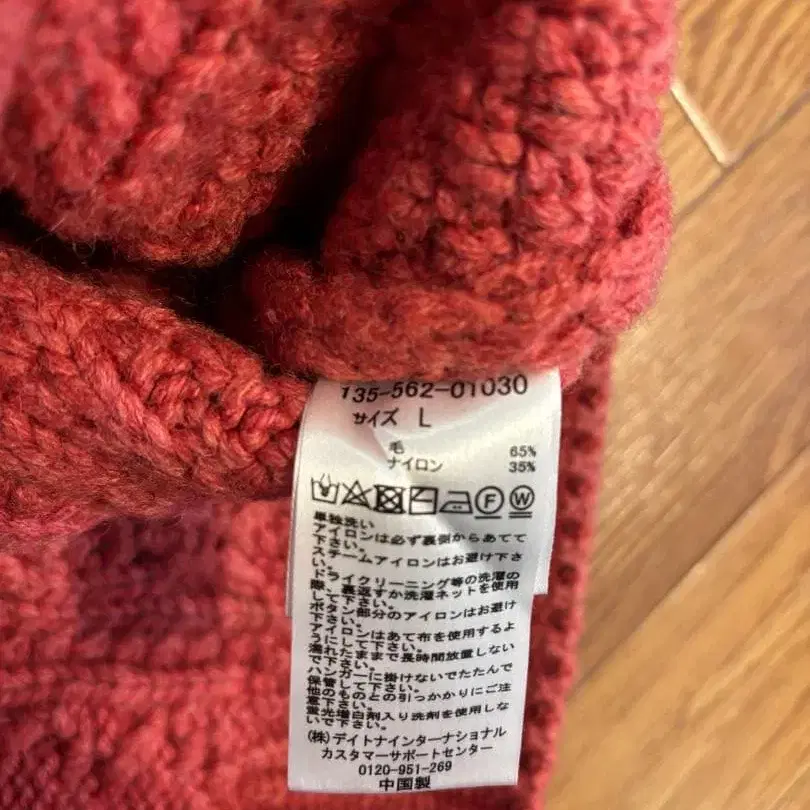 135-562-01030
サイズ L
毛 65%
ナイロン 35%
F W
単独洗い
アイロンは必ず裏側からあてて
下さい。
スチームアイロンはお避け下さ
い。
ドライクリーニング等の洗濯の
際、裏返すか洗濯ネットを使用
して下さい。
ボタン部分のアイロンはお避け
下さい。
アイロンはあて布を使用するよ
うにして下さい。
濡れたままで長時間放置しない
で下さい。
ハンガーに掛けないでたたんで
保管して下さい。
他のものとの引っかかりにご注
意下さい。
蛍光増白剤入り洗剤を使用しな
いで下さい。
(株)デイトナインターナショナル
カスタマーサポートセンター
0120-951-269
中国製